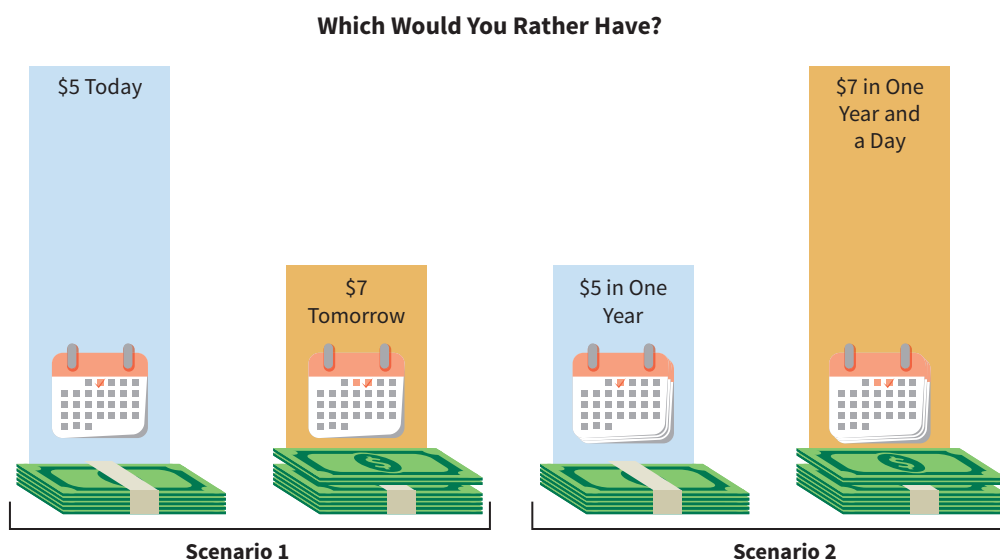 Which Would You Rather Have?
$5 Today
$7
Tomorrow
$5 in One
Year
$7 in One
Year and
a Day
Scenario 1
Scenario 2